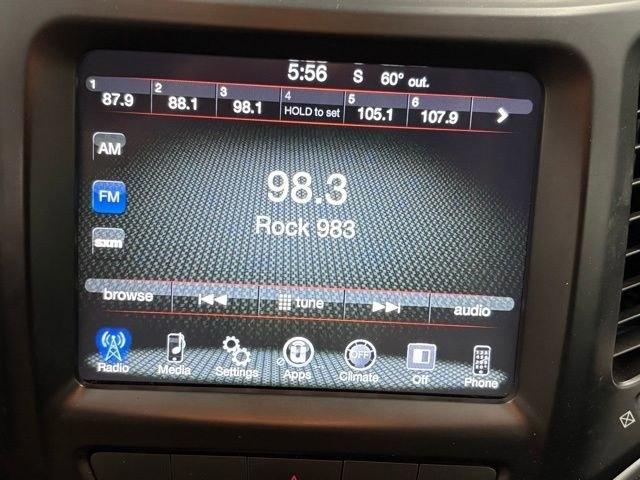 5:56 S 60° out.
1 2 3 4 5 6
87.9 88.1 98.1 HOLD to set 105.1 107.9
AM
98.3
FM
Rock 983
sxm
browse tune audio
OFF
Radio Media Settings Apps Climate Off Phone